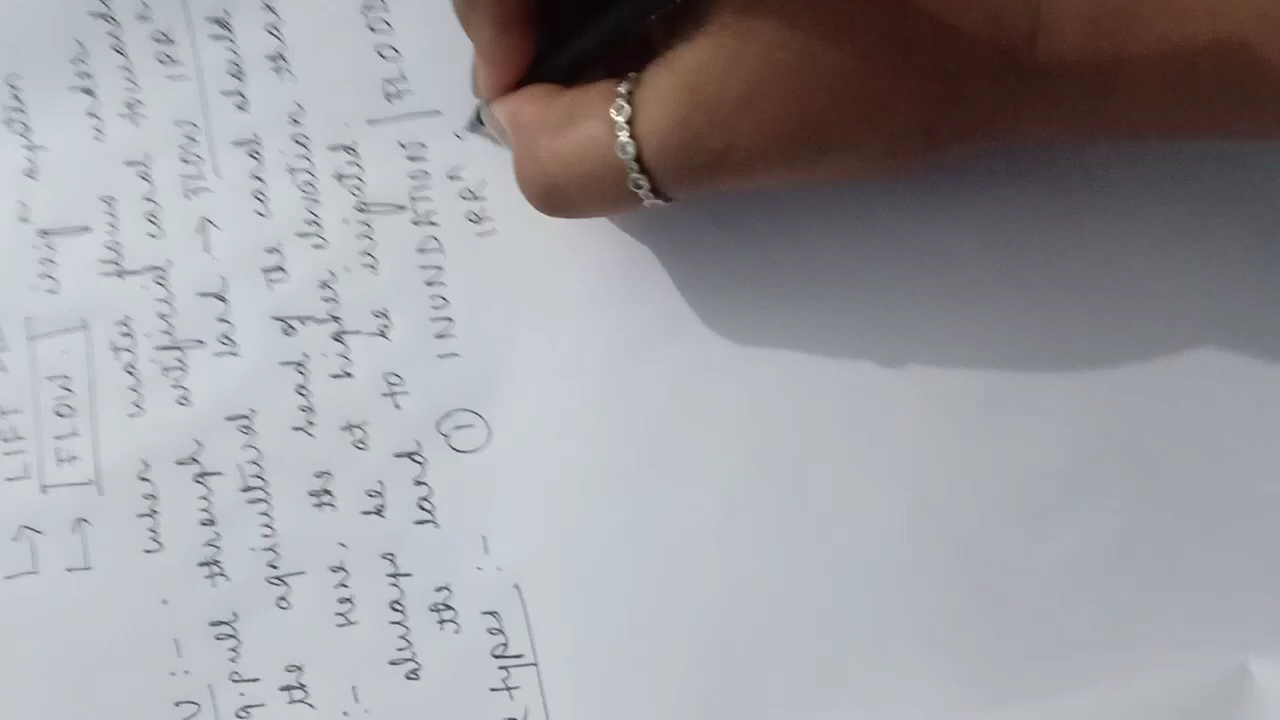 ↳ LIFT
↳ FLOW irrigⁿ system
:- when water flows under
g. pull through artificial canal towards
the agricultural land → FLOW IRRⁿ
:- Here, the head of the canal should
always be at higher elevation than
the land to be irrigated.
types :- ① INUNDATION / FLOOD
IRRⁿ.